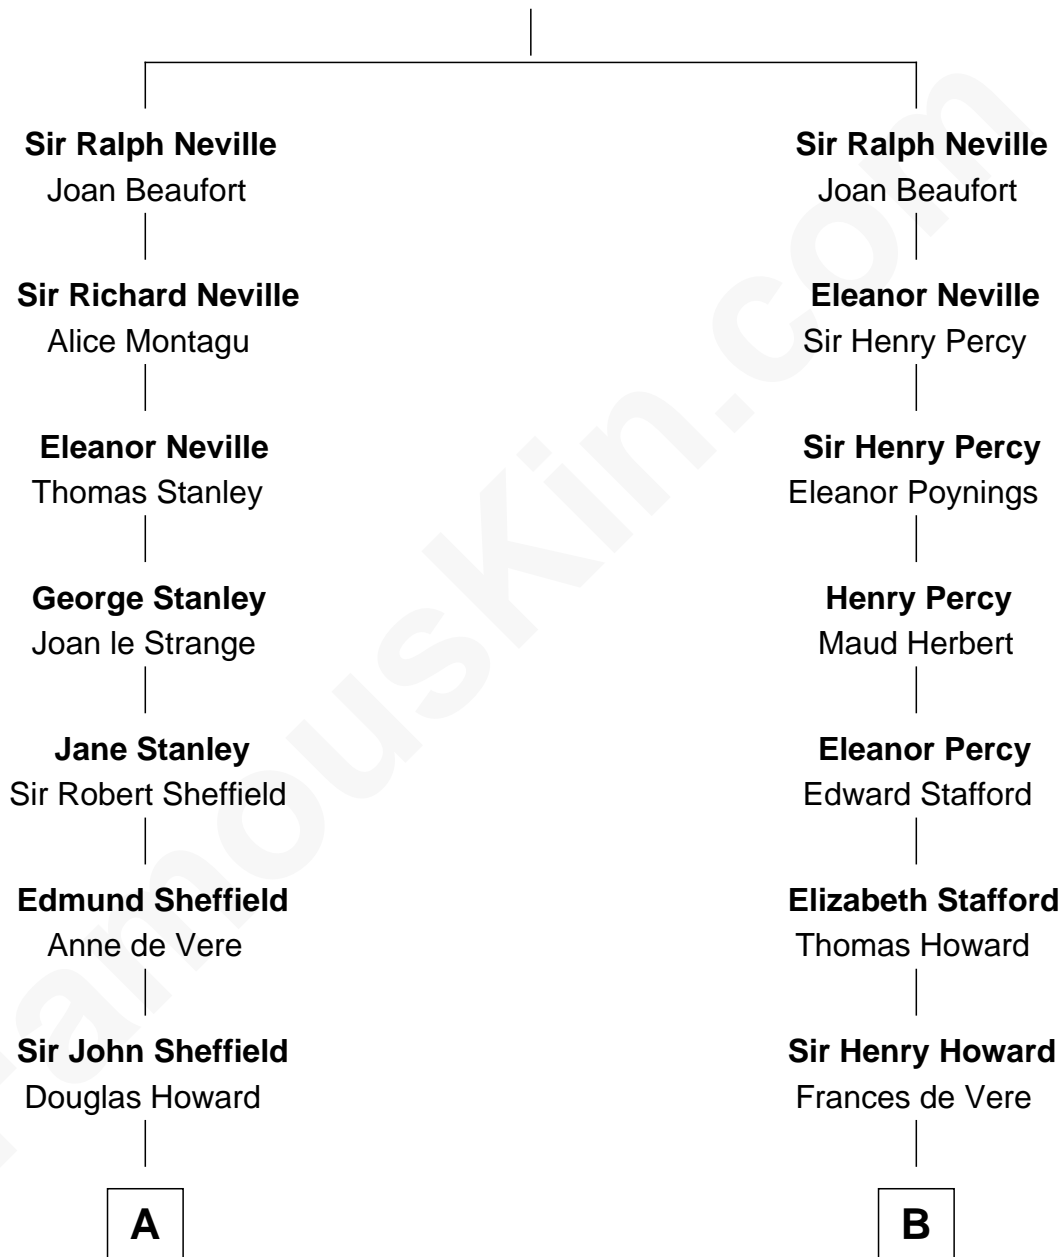 Sir Ralph Neville
Joan Beaufort
Sir Richard Neville
Alice Montagu
Eleanor Neville
Thomas Stanley
George Stanley
Joan le Strange
Jane Stanley
Sir Robert Sheffield
Edmund Sheffield
Anne de Vere
Sir John Sheffield
Douglas Howard
A
Sir Ralph Neville
Joan Beaufort
Eleanor Neville
Sir Henry Percy
Sir Henry Percy
Eleanor Poynings
Henry Percy
Maud Herbert
Eleanor Percy
Edward Stafford
Elizabeth Stafford
Thomas Howard
Sir Henry Howard
Frances de Vere
B
FamousKin.com